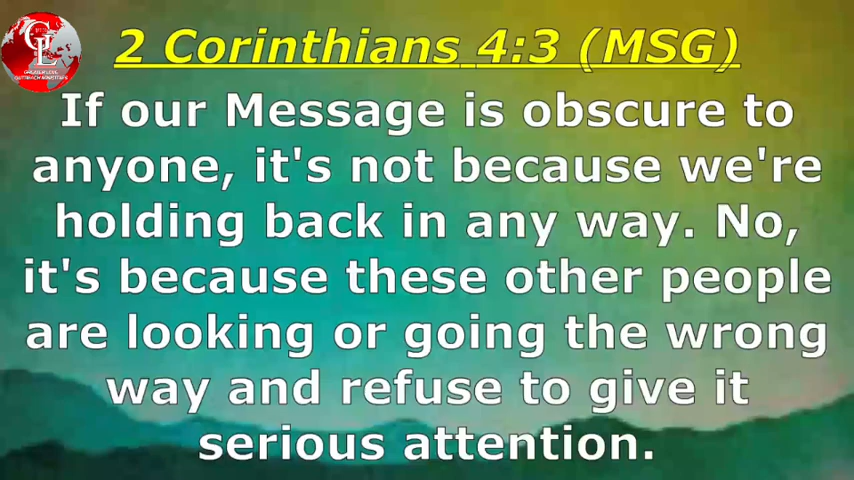 2 Corinthians 4:3 (MSG)
If our Message is obscure to
anyone, it's not because we're
holding back in any way. No,
it's because these other people
are looking or going the wrong
way and refuse to give it
serious attention.